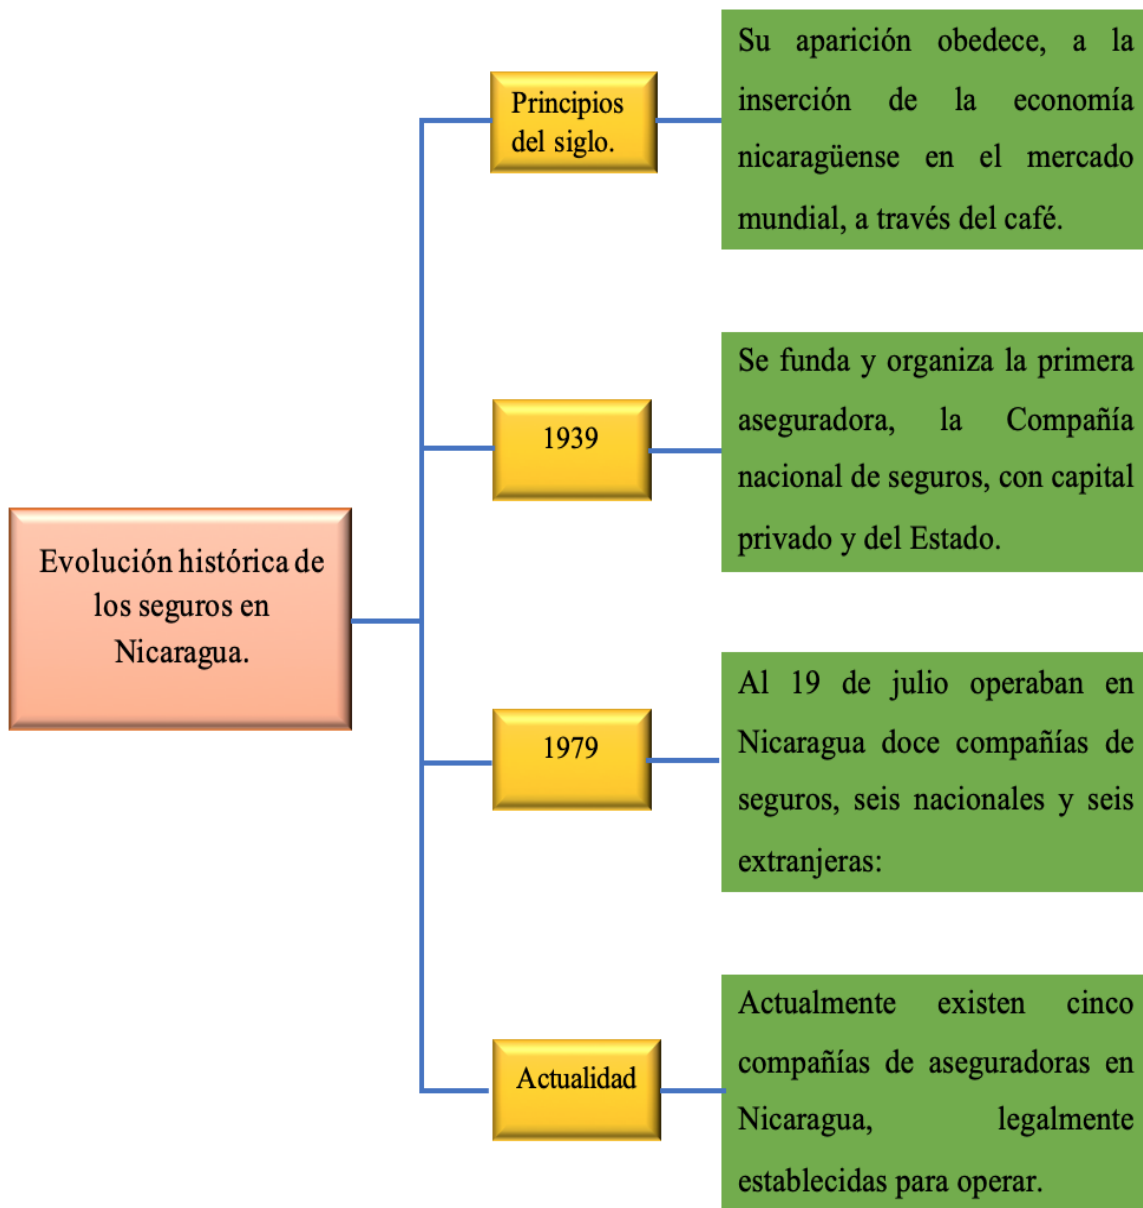 Evolución histórica de
los seguros en
Nicaragua.
Principios
del siglo.
Su aparición obedece, a la
inserción de la economía
nicaragüense en el mercado
mundial, a través del café.
1939
Se funda y organiza la primera
aseguradora, la Compañía
nacional de seguros, con capital
privado y del Estado.
1979
Al 19 de julio operaban en
Nicaragua doce compañías de
seguros, seis nacionales y seis
extranjeras:
Actualidad
Actualmente existen cinco
compañías de aseguradoras en
Nicaragua, legalmente
establecidas para operar.